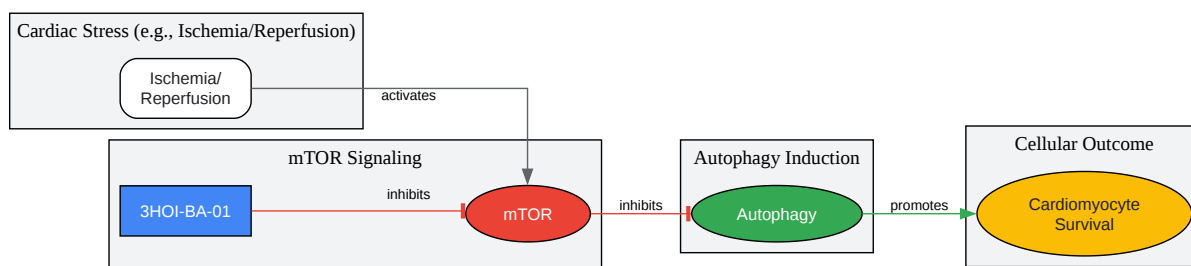 Cardiac Stress (e.g., Ischemia/Reperfusion)
Ischemia/
Reperfusion
activates
mTOR Signaling
3HOI-BA-01
inhibits
mTOR
inhibits
Autophagy Induction
Autophagy
promotes
Cellular Outcome
Cardiomyocyte
Survival